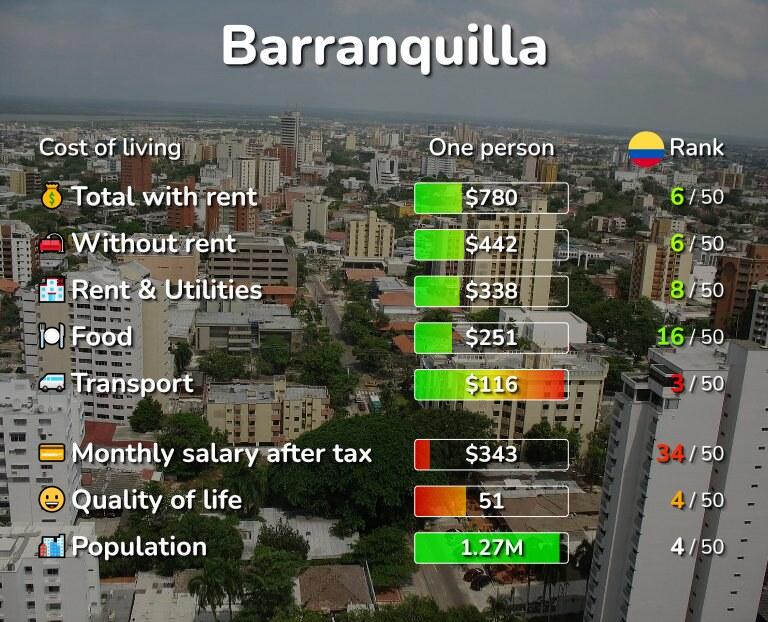 Barranquilla
Cost of living One person Rank
Total with rent $780 6 / 50
Without rent $442 6 / 50
Rent & Utilities $338 8 / 50
Food $251 16 / 50
Transport $116 3 / 50
Monthly salary after tax $343 34 / 50
Quality of life 51 4 / 50
Population 1.27M 4 / 50